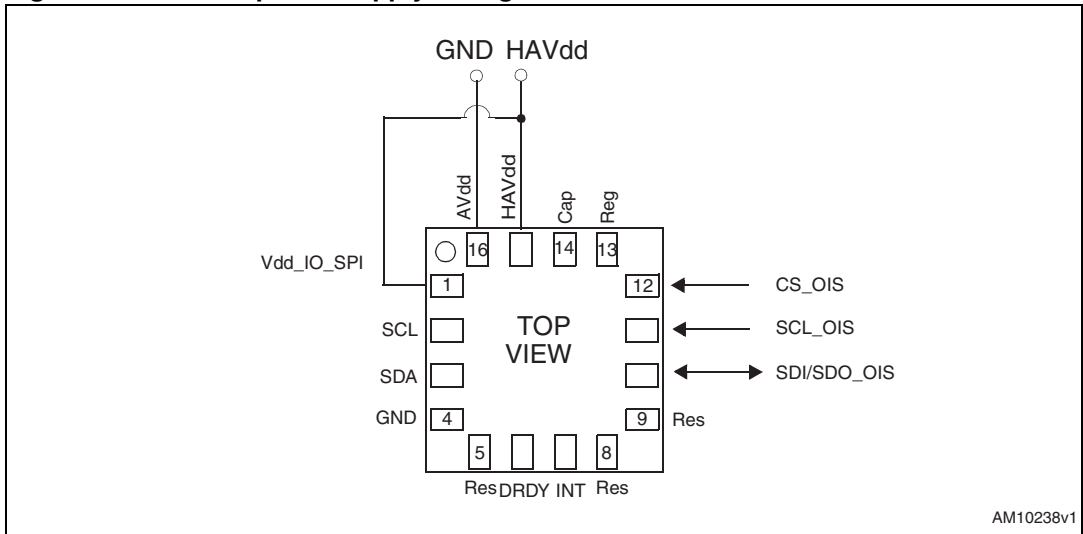 GND HAVdd
AVdd
HAVdd
Cap
Reg
16
14
13
Vdd_IO_SPI
1
12
CS_OIS
SCL
TOP
VIEW
SCL_OIS
SDA
SDI/SDO_OIS
GND
4
9
Res
5
8
Res DRDY INT Res
AM10238v1